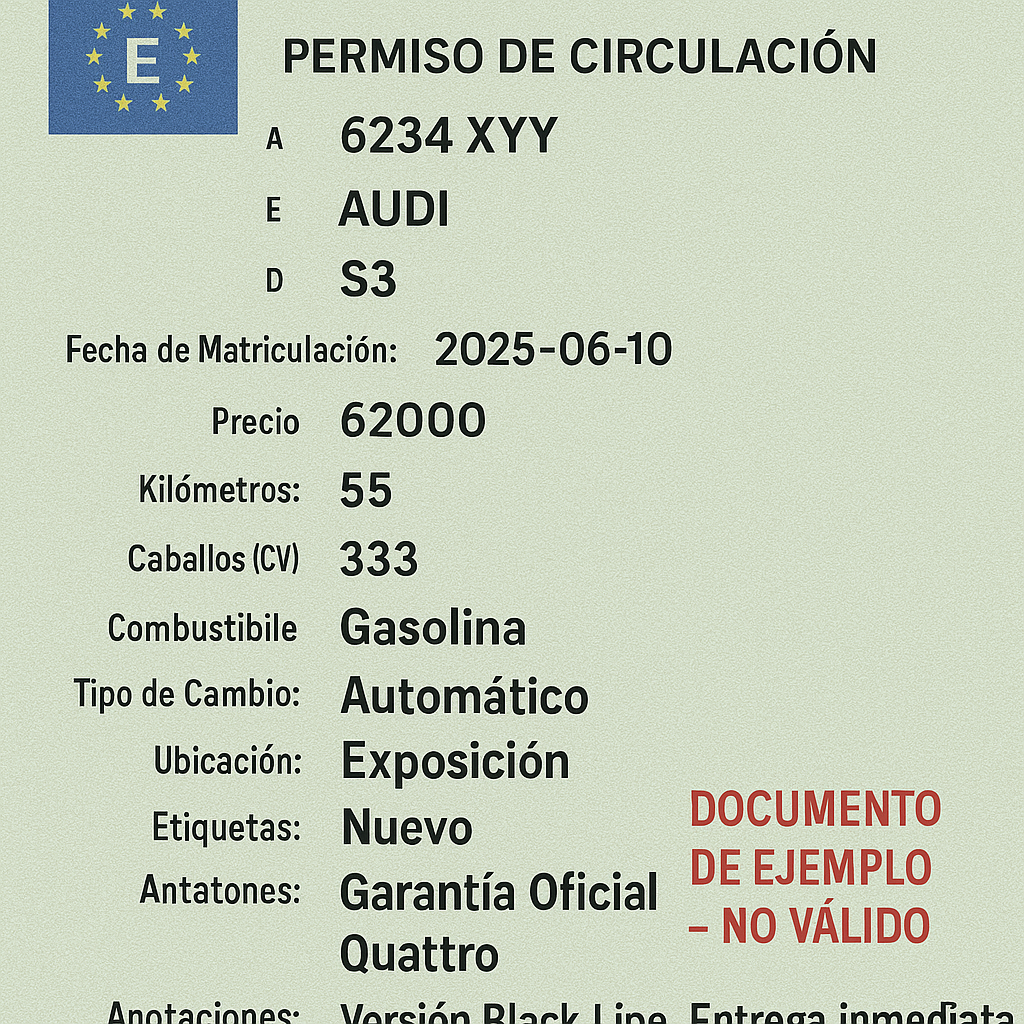 E
PERMISO DE CIRCULACIÓN
A 6234 XYY
E AUDI
D S3
Fecha de Matriculación: 2025-06-10
Precio 62000
Kilómetros: 55
Caballos (CV) 333
Combustibile Gasolina
Tipo de Cambio: Automático
Ubicación: Exposición
Etiquetas: Nuevo
Antatones: Garantía Oficial
Quattro
DOCUMENTO
DE EJEMPLO
– NO VÁLIDO
Anotaciones: Versión Black Line Entrega inmediata